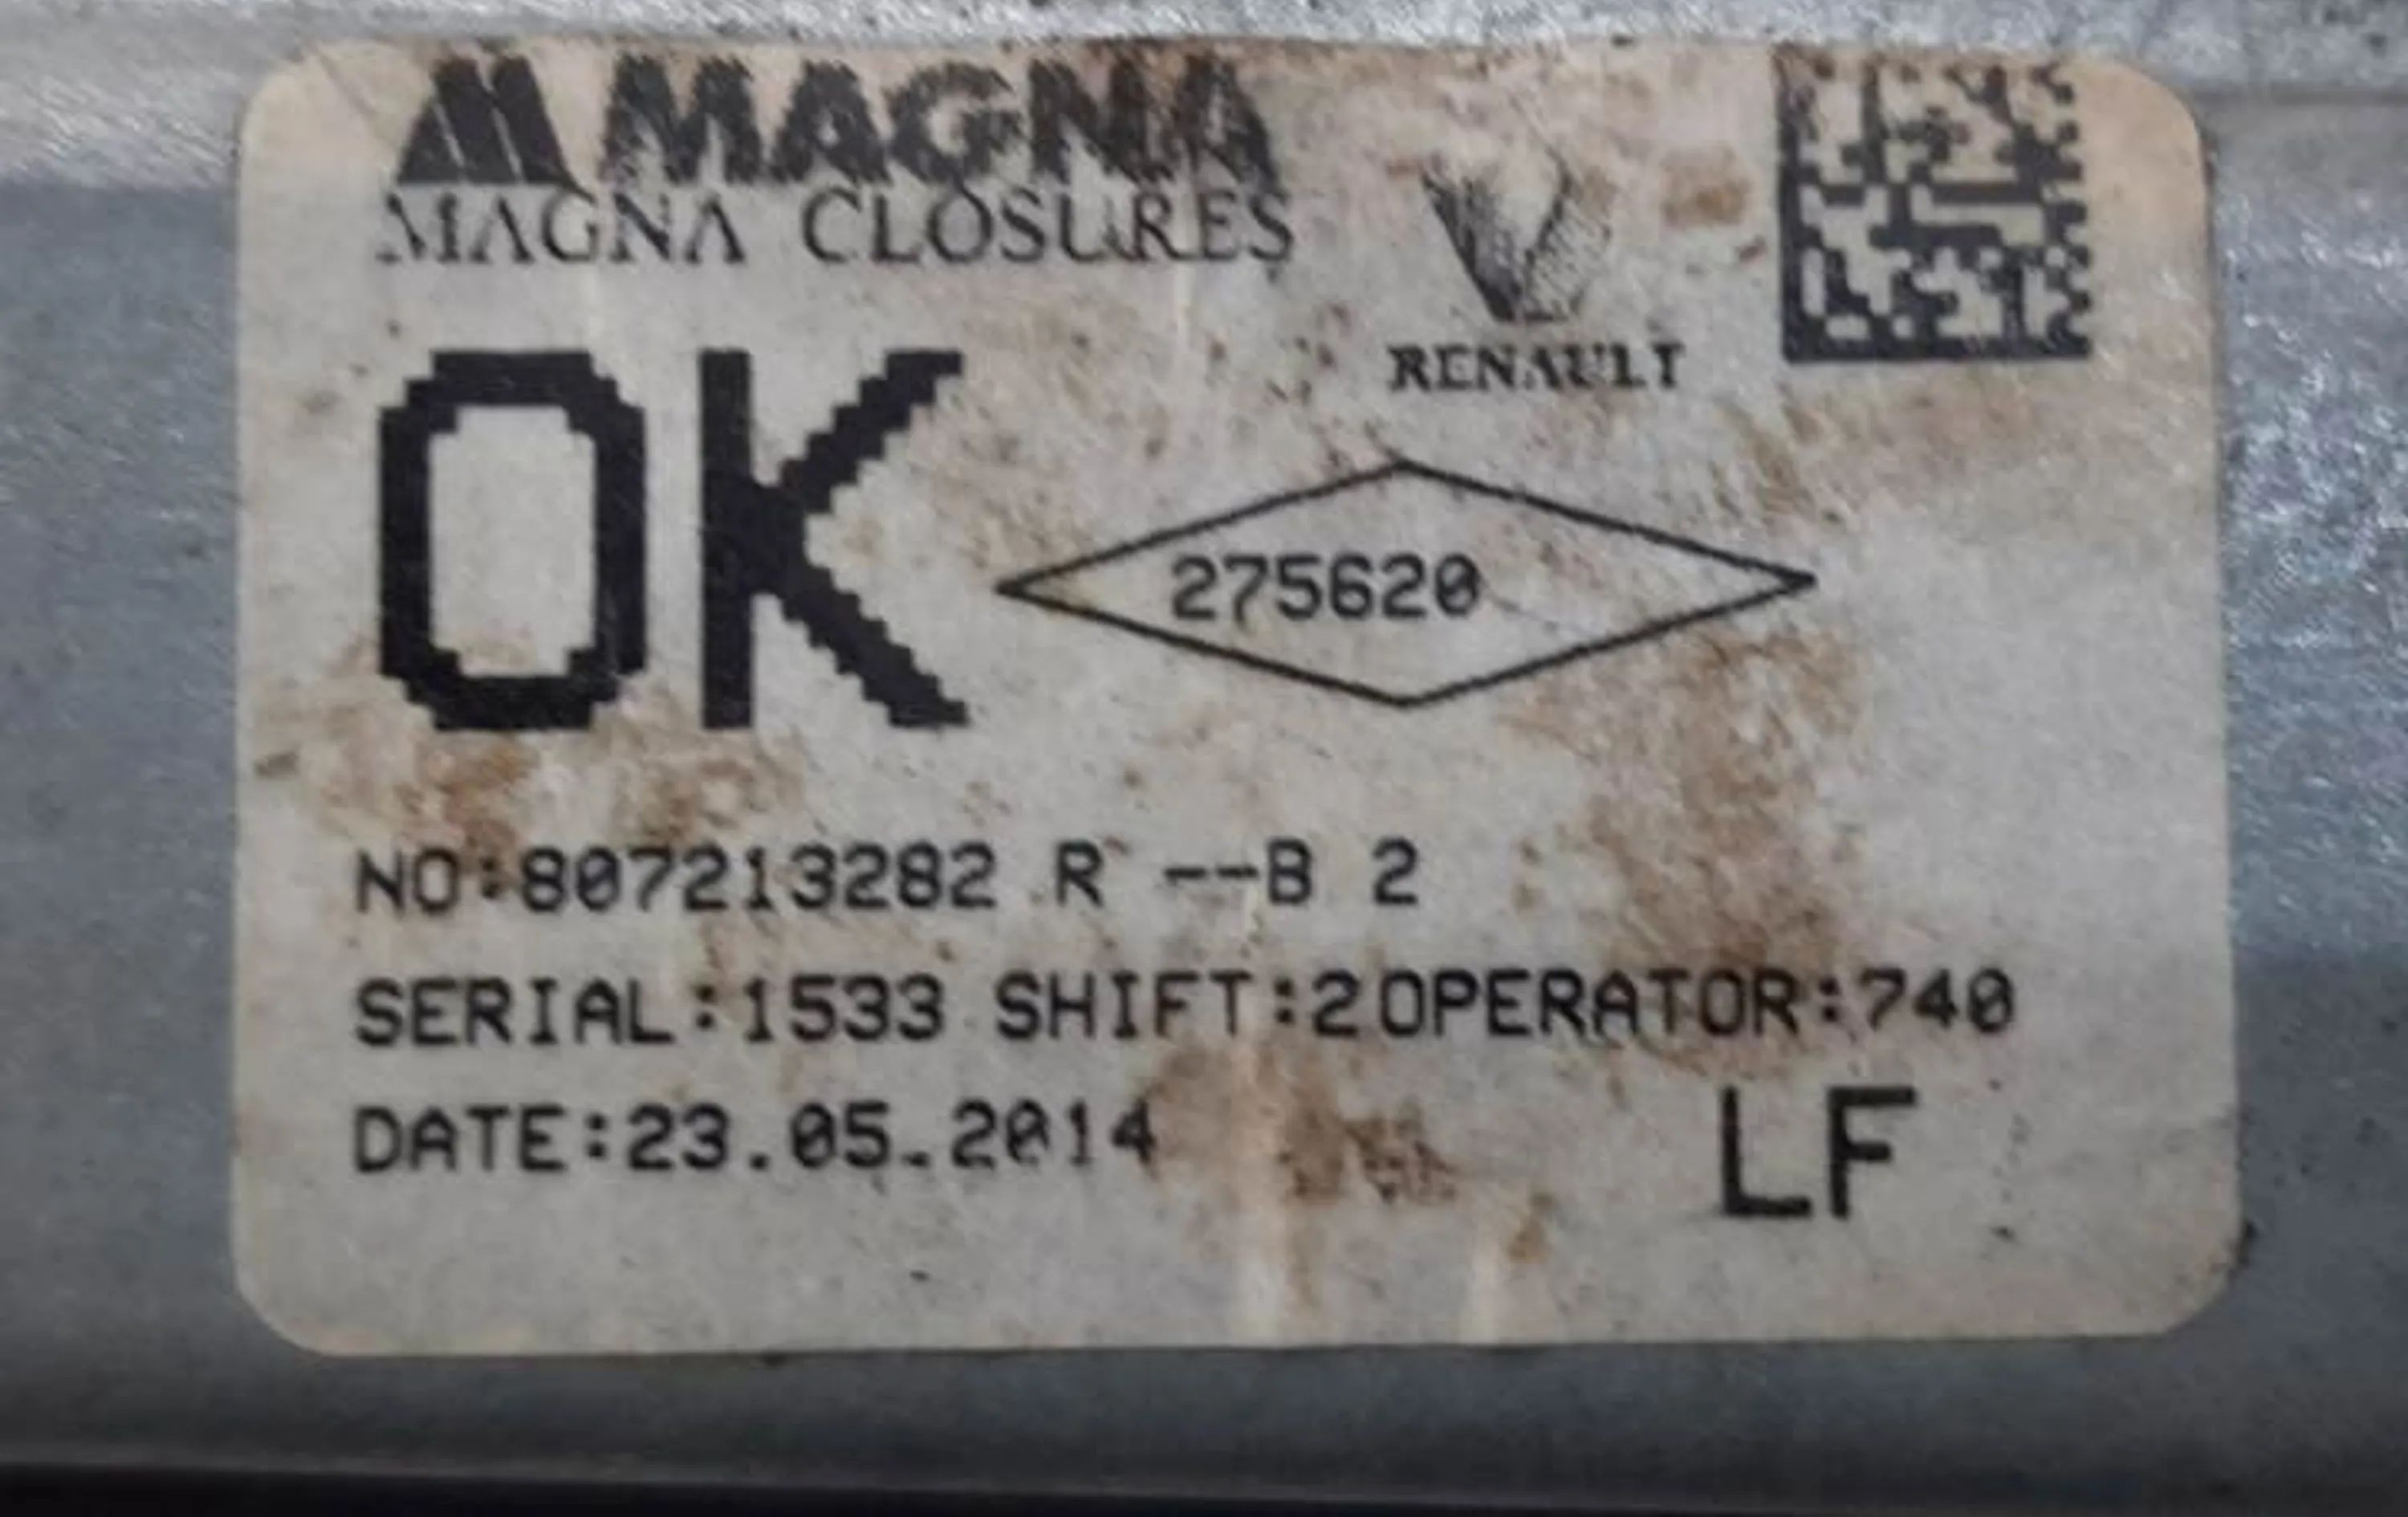 MAGNA
MAGNA CLOSURES
RENAULT
OK
275620
NO:807213282 R --B 2
SERIAL:1533 SHIFT:2OPERATOR:740
DATE:23.05.2014
LF